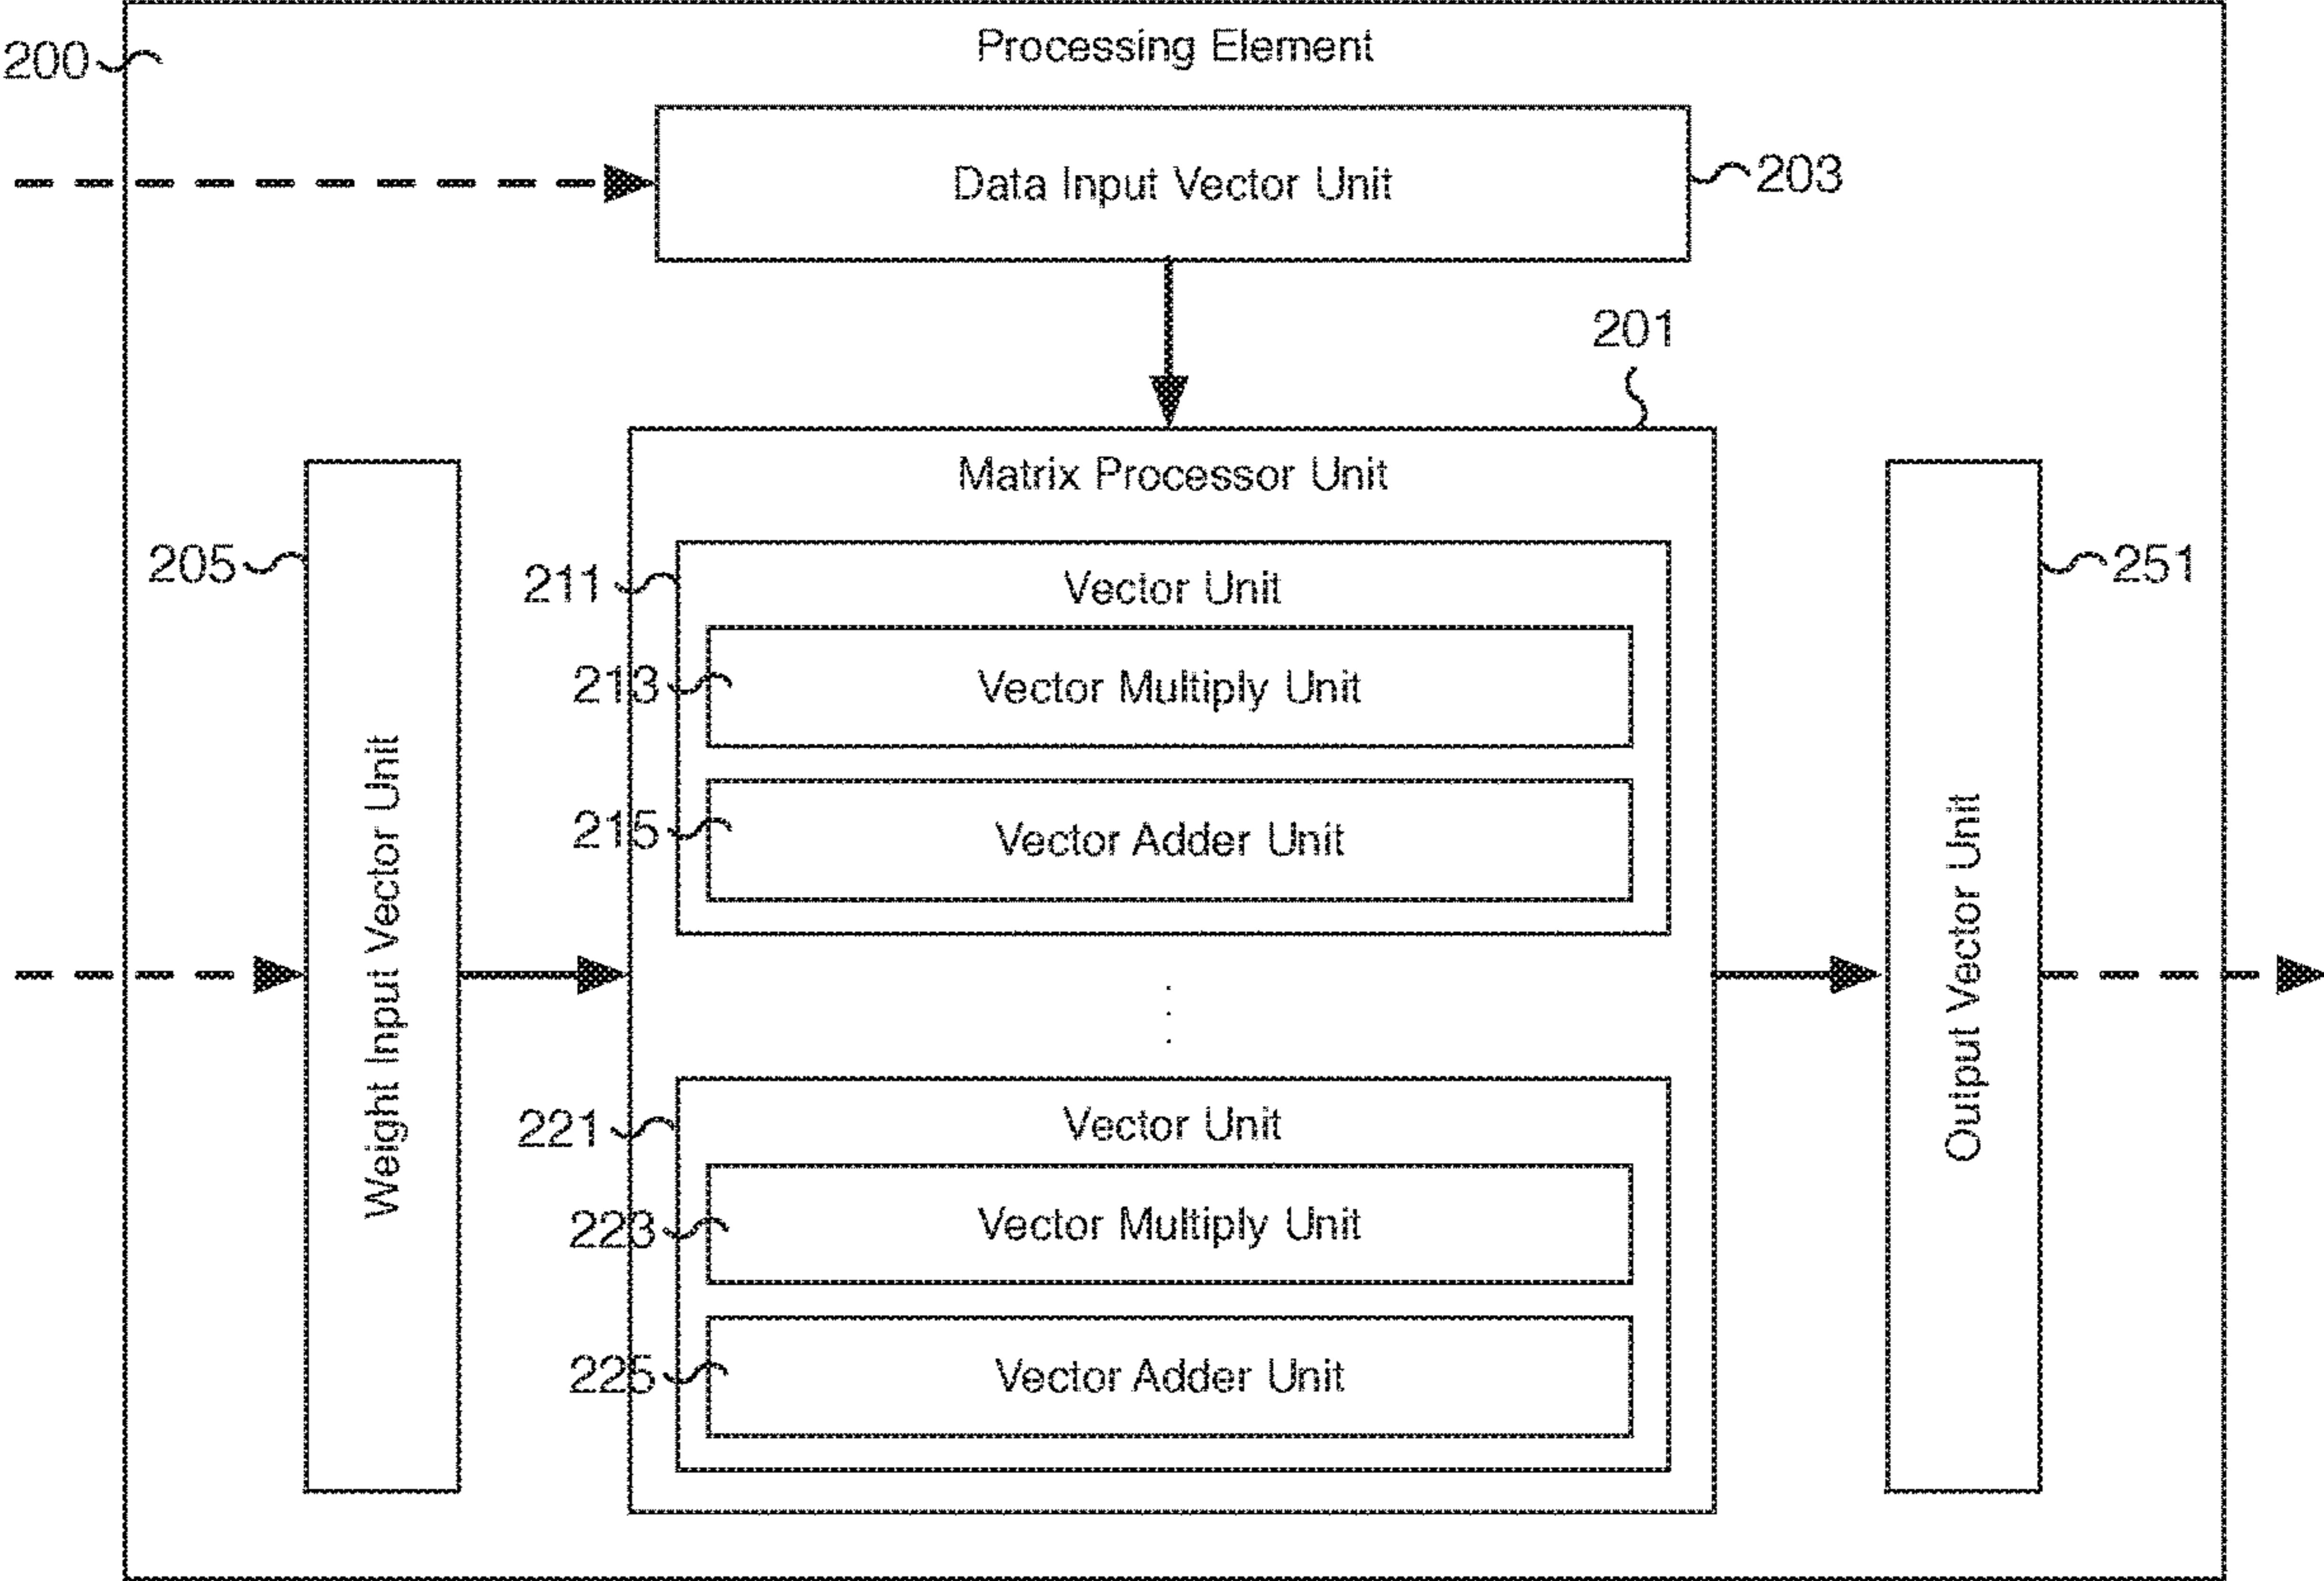 Processing Element
200
Data Input Vector Unit
203
201
Matrix Processor Unit
205
211
Vector Unit
251
213
Vector Multiply Unit
215
Vector Adder Unit
Weight Input Vector Unit
Output Vector Unit
221
Vector Unit
223
Vector Multiply Unit
225
Vector Adder Unit